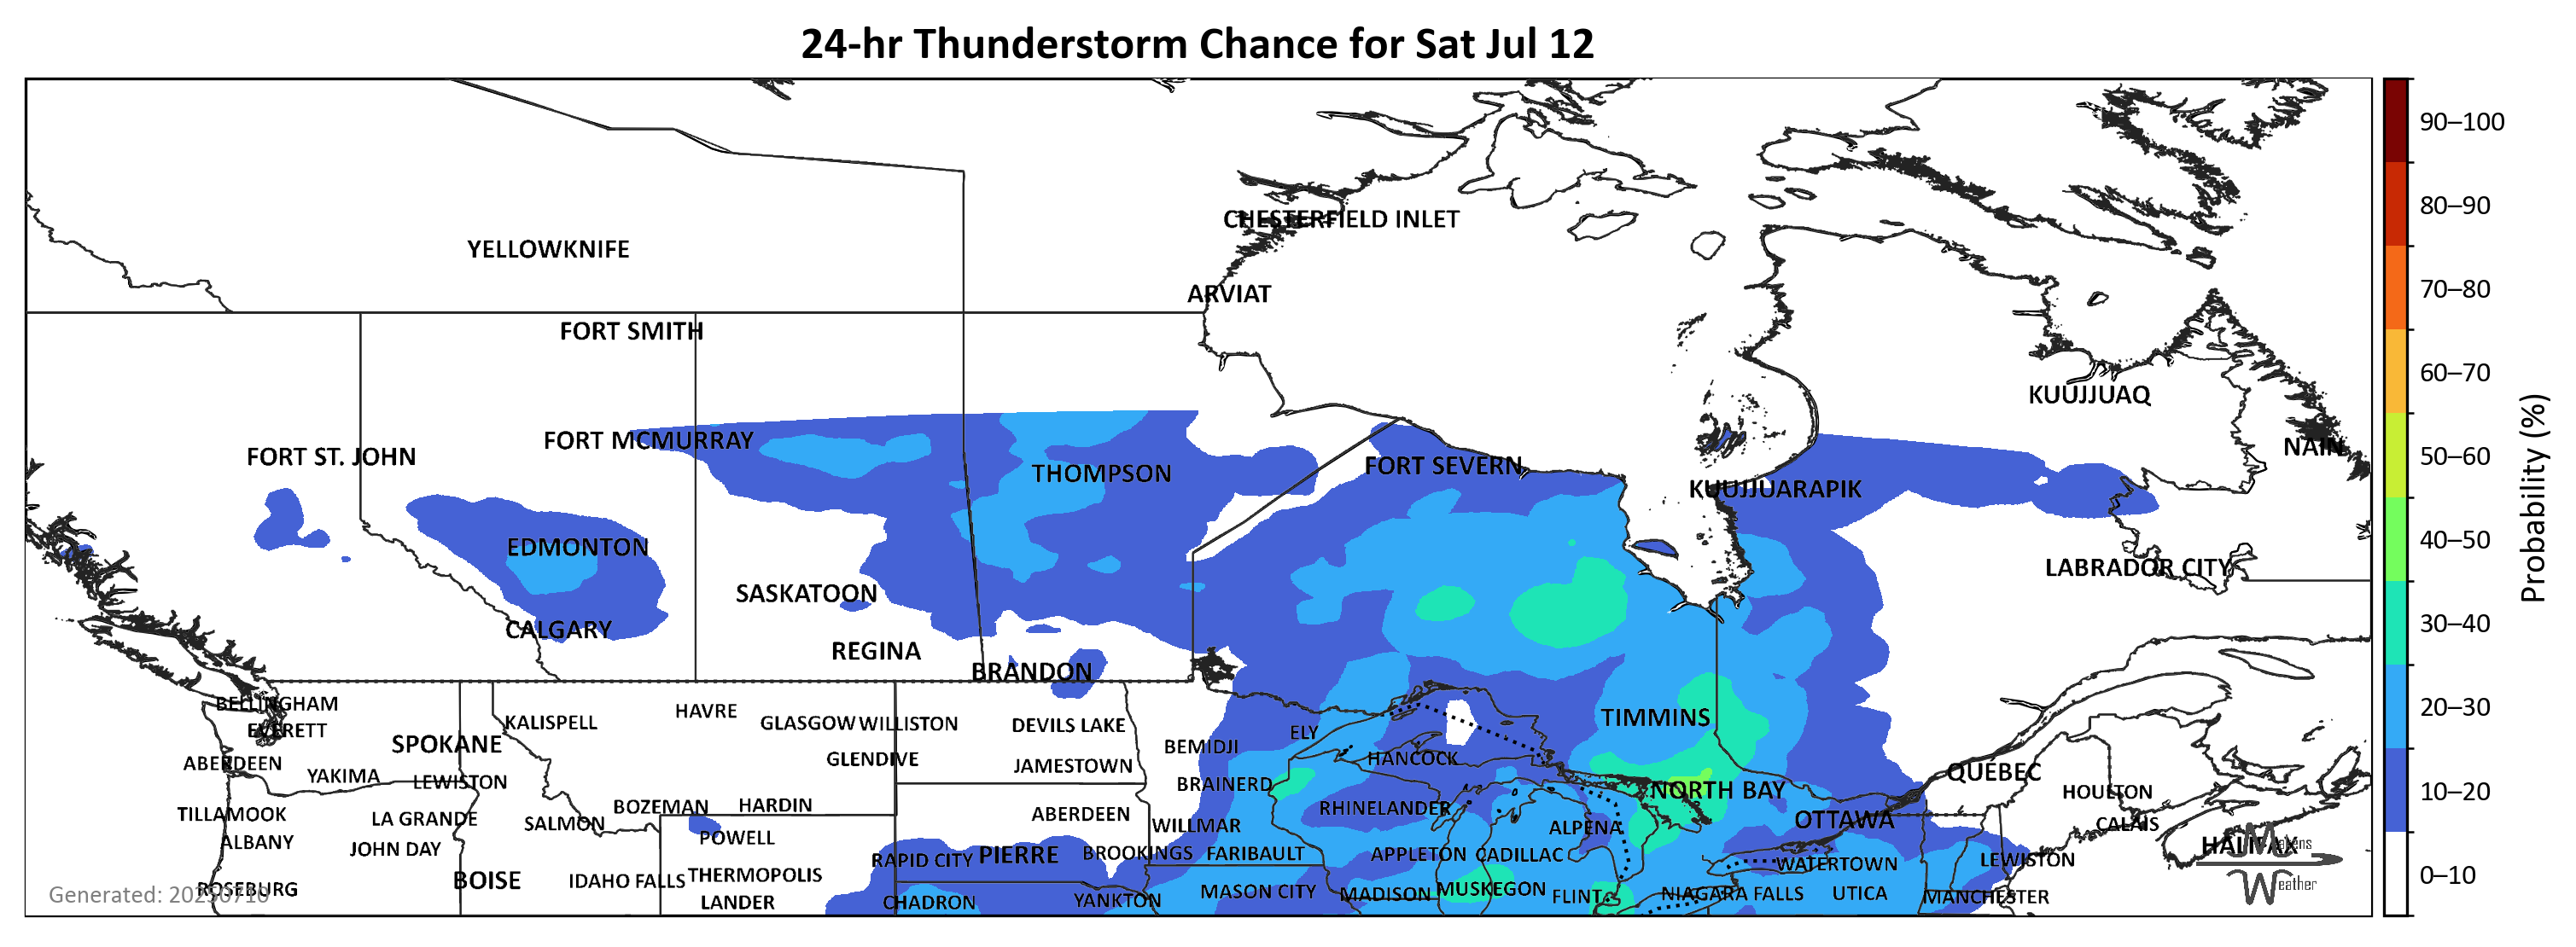 24-hr Thunderstorm Chance for Sat Jul 12
90–100
80–90
70–80
60–70
50–60
40–50
30–40
20–30
10–20
0–10
Probability (%)
CHESTERFIELD INLET
YELLOWKNIFE
ARVIAT
FORT SMITH
KUUJJUAQ
FORT MCMURRAY
NAIN
FORT ST. JOHN
FORT SEVERN
THOMPSON
KUUJJUARAPIK
EDMONTON
LABRADOR CITY
SASKATOON
CALGARY
REGINA
BRANDON
BELLINGHAM
HAVRE
TIMMINS
KALISPELL
GLASGOW
WILLISTON
DEVILS LAKE
EVERETT
ELY
SPOKANE
BEMIDJI
GLENDIVE
HANCOCK
ABERDEEN
JAMESTOWN
QUÉBEC
YAKIMA
LEWISTON
BRAINERD
NORTH BAY
HOULTON
BOZEMAN
HARDIN
RHINELANDER
TILLAMOOK
ABERDEEN
LA GRANDE
OTTAWA
SALMON
WILLMAR
ALPENA
CALAIS
POWELL
ALBANY
HALIFAX
JOHN DAY
BROOKINGS
FARIBAULT
APPLETON
CADILLAC
PIERRE
RAPID CITY
LEWISTON
WATERTOWN
THERMOPOLIS
BOISE
IDAHO FALLS
ROSEBURG
MUSKEGON
MASON CITY
MADISON
NIAGARA FALLS
UTICA
FLINT
MANCHESTER
YANKTON
LANDER
CHADRON
Generated: 20250710
Makens
Weather